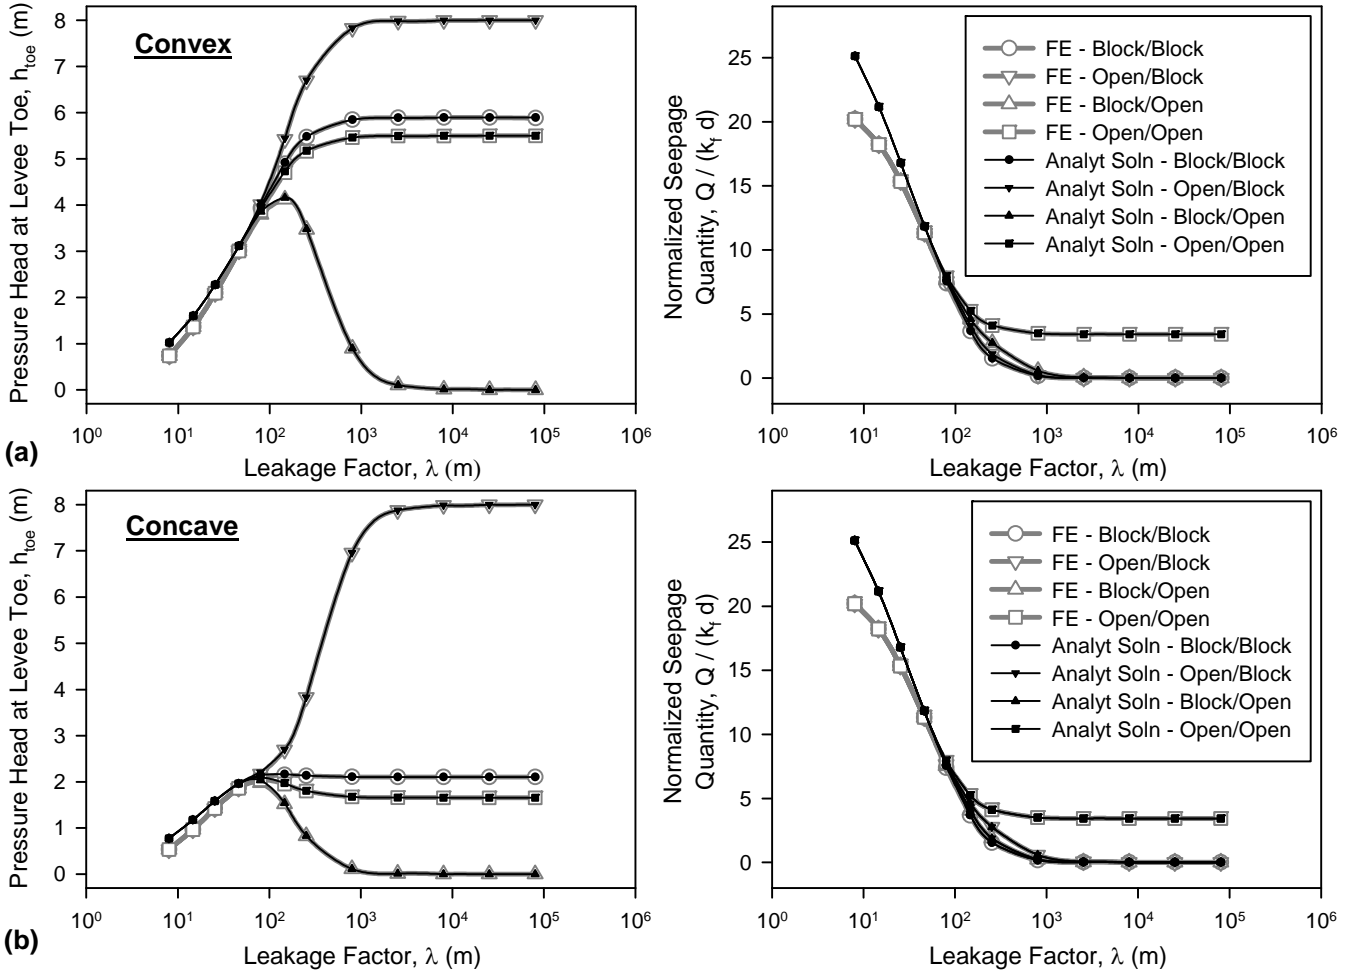 Pressure Head at Levee Toe, h_toe (m)
8
7
6
5
4
3
2
1
0
Convex
10^0 10^1 10^2 10^3 10^4 10^5 10^6
Leakage Factor, λ (m)
(a)
Normalized Seepage
Quantity, Q / (k_f d)
25
20
15
10
5
0
FE - Block/Block
FE - Open/Block
FE - Block/Open
FE - Open/Open
Analyt Soln - Block/Block
Analyt Soln - Open/Block
Analyt Soln - Block/Open
Analyt Soln - Open/Open
10^0 10^1 10^2 10^3 10^4 10^5 10^6
Leakage Factor, λ (m)
Pressure Head at Levee Toe, h_toe (m)
8
7
6
5
4
3
2
1
0
Concave
10^0 10^1 10^2 10^3 10^4 10^5 10^6
Leakage Factor, λ (m)
(b)
Normalized Seepage
Quantity, Q / (k_f d)
25
20
15
10
5
0
FE - Block/Block
FE - Open/Block
FE - Block/Open
FE - Open/Open
Analyt Soln - Block/Block
Analyt Soln - Open/Block
Analyt Soln - Block/Open
Analyt Soln - Open/Open
10^0 10^1 10^2 10^3 10^4 10^5 10^6
Leakage Factor, λ (m)